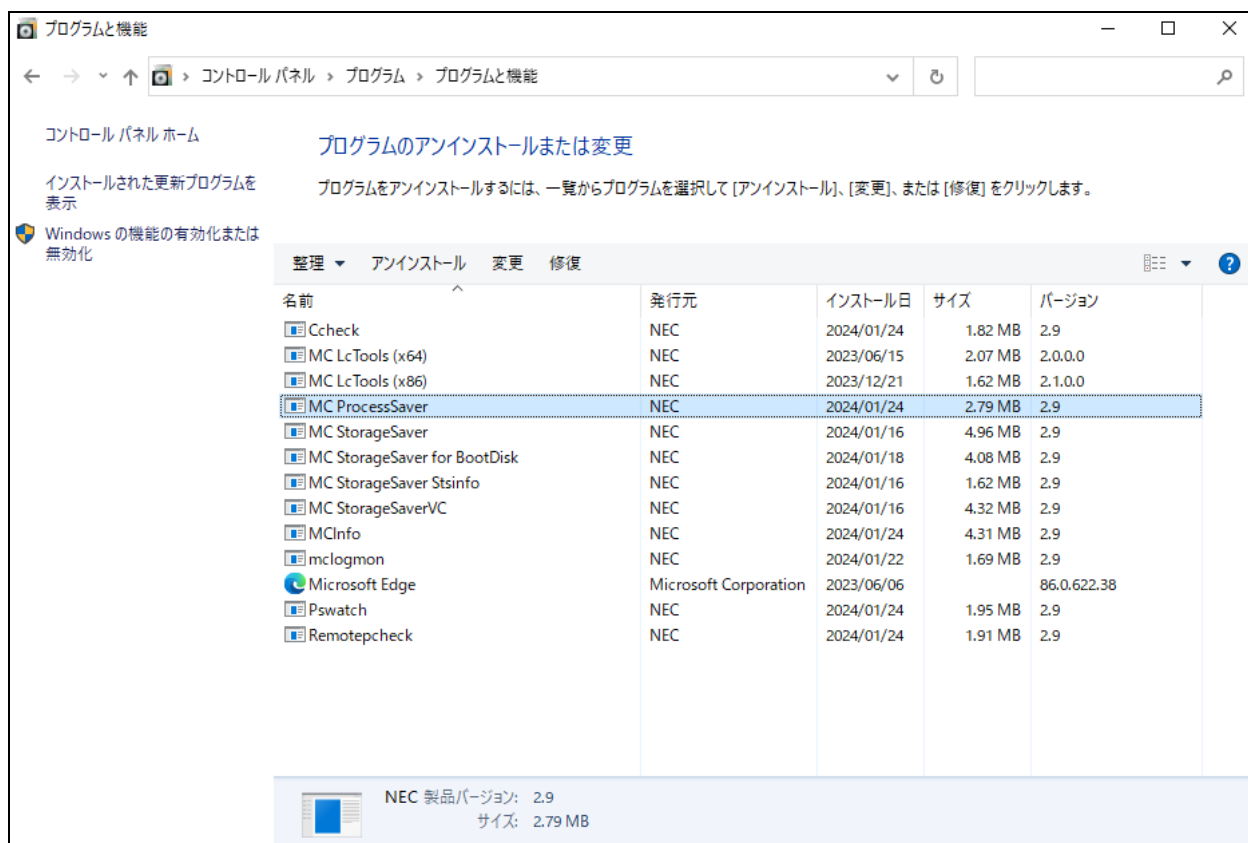 プログラムと機能
コントロール パネル › プログラム › プログラムと機能
コントロール パネル ホーム
インストールされた更新プログラムを
表示
Windows の機能の有効化または
無効化
プログラムのアンインストールまたは変更
プログラムをアンインストールするには、一覧からプログラムを選択して [アンインストール]、[変更]、または [修復] をクリックします。
整理 アンインストール 変更 修復
名前 発行元 インストール日 サイズ バージョン
Ccheck NEC 2024/01/24 1.82 MB 2.9
MC LcTools (x64) NEC 2023/06/15 2.07 MB 2.0.0.0
MC LcTools (x86) NEC 2023/12/21 1.62 MB 2.1.0.0
MC ProcessSaver NEC 2024/01/24 2.79 MB 2.9
MC StorageSaver NEC 2024/01/16 4.96 MB 2.9
MC StorageSaver for BootDisk NEC 2024/01/18 4.08 MB 2.9
MC StorageSaver Stsinfo NEC 2024/01/16 1.62 MB 2.9
MC StorageSaverVC NEC 2024/01/16 4.32 MB 2.9
MCInfo NEC 2024/01/24 4.31 MB 2.9
mclogmon NEC 2024/01/22 1.69 MB 2.9
Microsoft Edge Microsoft Corporation 2023/06/06 86.0.622.38
Pswatch NEC 2024/01/24 1.95 MB 2.9
Remotepcheck NEC 2024/01/24 1.91 MB 2.9
NEC 製品バージョン: 2.9
サイズ: 2.79 MB